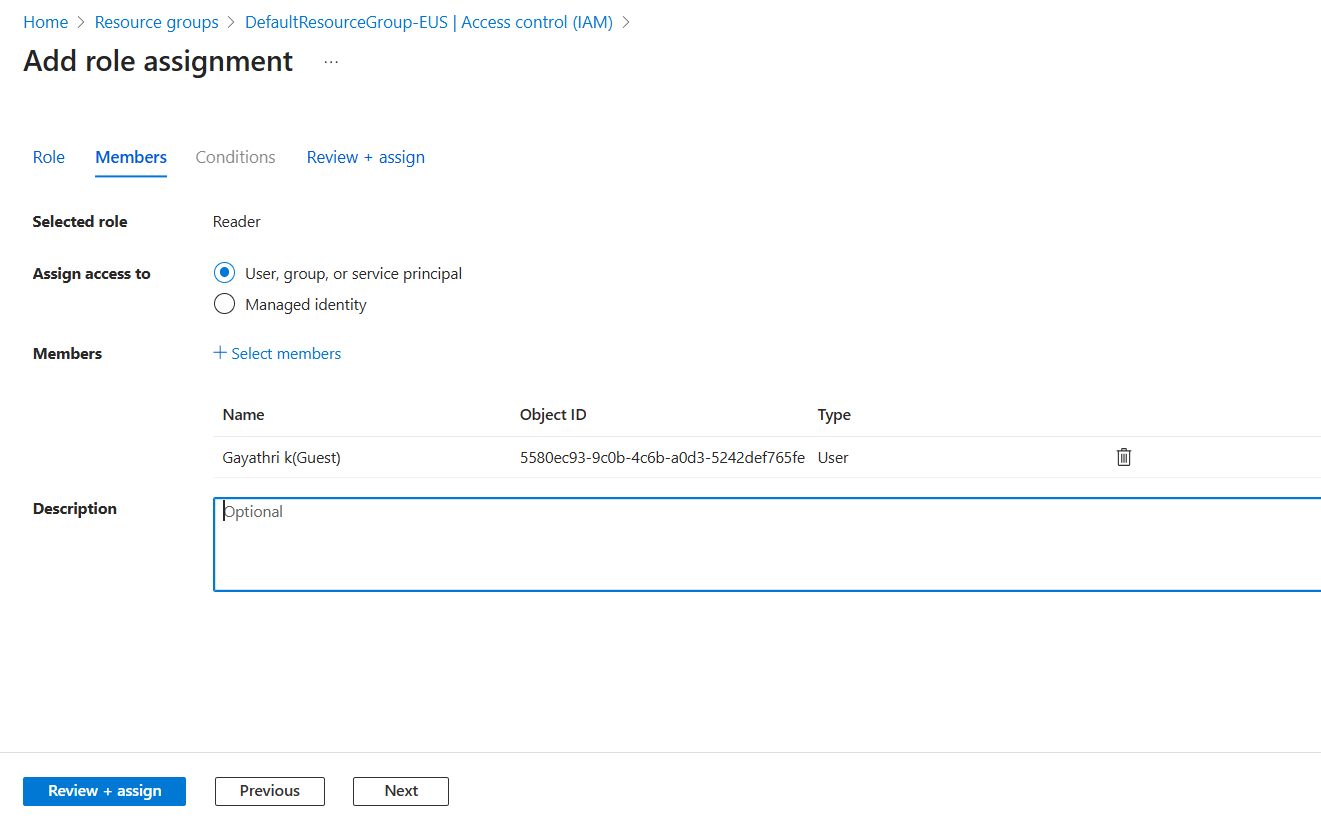 Home > Resource groups > DefaultResourceGroup-EUS | Access control (IAM) >
Add role assignment ...
Role Members Conditions Review + assign
Selected role Reader
Assign access to User, group, or service principal
Managed identity
Members + Select members
Name Object ID Type
Gayathri k(Guest) 5580ec93-9c0b-4c6b-a0d3-5242def765fe User
Description Optional
Review + assign Previous Next